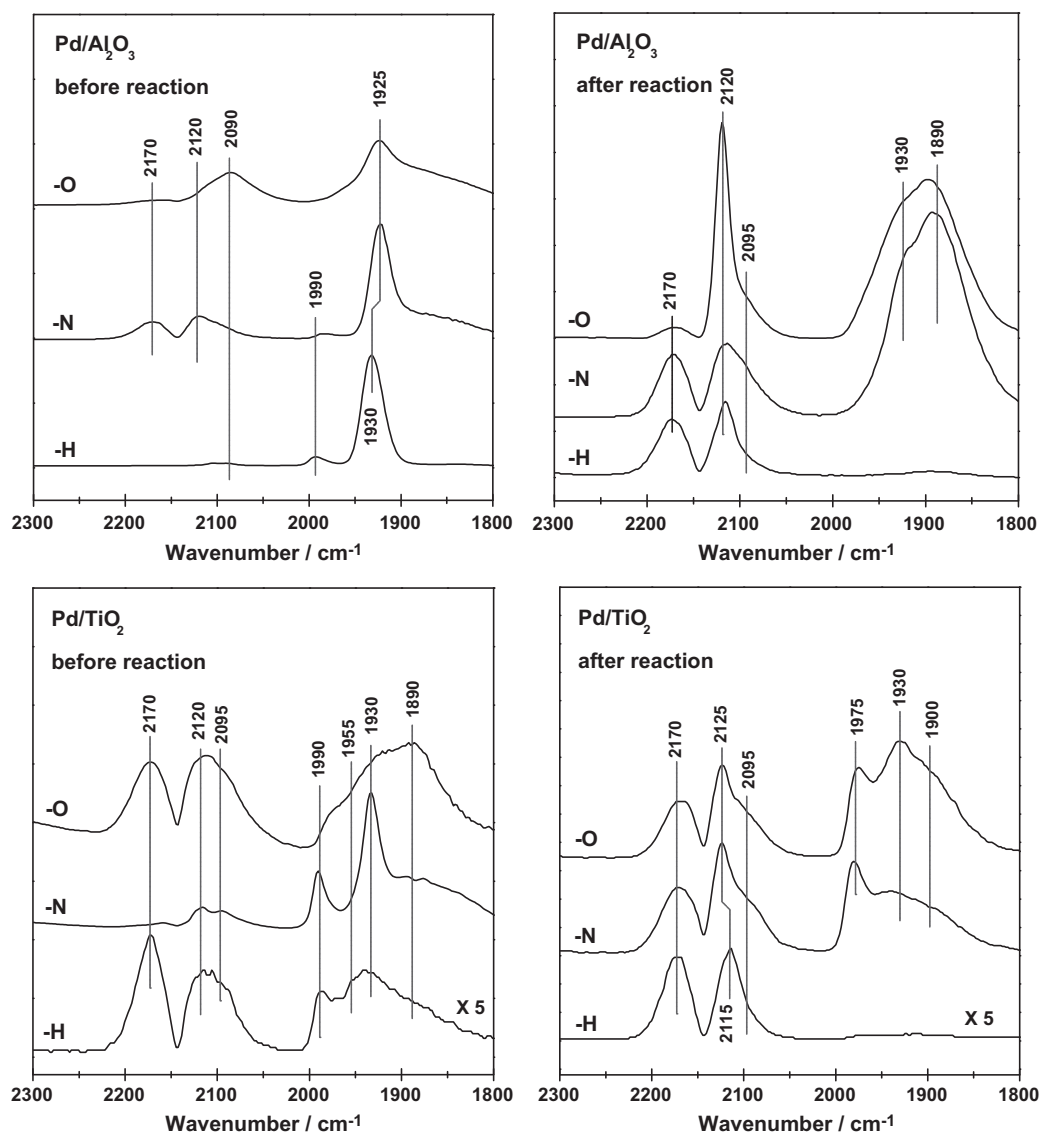 Pd/Al2O3
before reaction
2170
2120
2090
1990
1925
1930
-O
-N
-H
2300 2200 2100 2000 1900 1800
Wavenumber / cm-1
Pd/Al2O3
after reaction
2170
2120
2095
1930
1890
-O
-N
-H
2300 2200 2100 2000 1900 1800
Wavenumber / cm-1
Pd/TiO2
before reaction
2170
2120
2095
1990
1955
1930
1890
-O
-N
-H
X 5
2300 2200 2100 2000 1900 1800
Wavenumber / cm-1
Pd/TiO2
after reaction
2170
2125
2095
1975
1930
1900
-O
-N
-H
2115
X 5
2300 2200 2100 2000 1900 1800
Wavenumber / cm-1